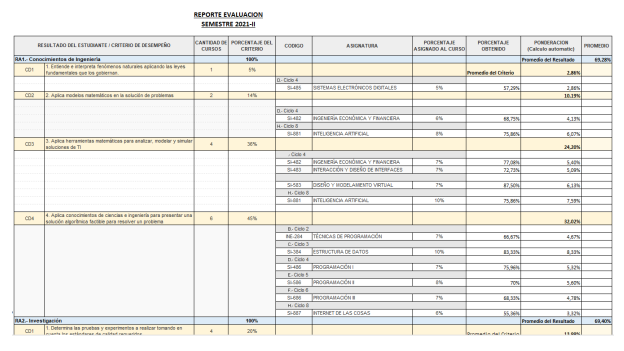 REPORTE EVALUACION
SEMESTRE 2021-II
RESULTADO DEL ESTUDIANTE / CRITERIO DE DESEMPEÑO CANTIDAD DE CURSOS PORCENTAJE DEL CRITERIO CODIGO ASIGNATURA PORCENTAJE ASIGNADO AL CURSO PORCENTAJE OBTENIDO PONDERACION (Calculo automatic) PROMEDIO
RA1.- Conocimientos de Ingeniería 100% Promedio del Resultado 69,28%
CD1 1. Entiende e interpreta fenómenos naturales aplicando las leyes fundamentales que los gobiernan. 1 5% Promedio del Criterio 2,86%
D.- Ciclo 4
SI-486 SISTEMAS ELECTRÓNICOS DIGITALES 5% 57,29% 2,86%
CD2 2. Aplica modelos matemáticos en la solución de problemas 2 14% 10,19%
D.- Ciclo 4
SI-482 INGENIERÍA ECONÓMICA Y FINANCERA 68,75% 4,13%
H.- Ciclo 8
SI-881 INTELIGENCIA ARTIFICIAL 75,86% 6,07%
CD3 3. Aplica herramientas matemáticas para analizar, modelar y simular soluciones de TI 4 36%
.- Ciclo 4
SI-482 INGENIERÍA ECONÓMICA Y FINANCERA 7% 77,08% 5,40%
SI-483 INTERACCIÓN Y DISEÑO DE INTERFACES 7% 72,73% 5,09%
SI-583 DISEÑO Y MODELAMIENTO VIRTUAL 7% 87,50% 6,13%
H.- Ciclo 8
SI-881 INTELIGENCIA ARTIFICIAL 10% 75,86% 7,59%
CD4 4. Aplica conocimientos de ciencias e ingeniería para presentar una solución algorítmica factible para resolver un problema 6 45% 32,02%
B.- Ciclo 2
INE-284 TÉCNICAS DE PROGRAMACIÓN 7% 66,67% 4,67%
C.- Ciclo 3
SI-384 ESTRUCTURA DE DATOS 10% 83,33% 8,33%
D.- Ciclo 4
SI-486 PROGRAMACIÓN I 7% 75,96% 5,32%
E.- Ciclo 5
SI-586 PROGRAMACIÓN II 8% 70% 5,60%
F.- Ciclo 6
SI-686 PROGRAMACIÓN III 7% 68,33% 4,78%
H.- Ciclo 8
SI-887 INTERNET DE LAS COSAS 6% 55,36% 3,32%
RA2.- Investigación 100% Promedio del Resultado 69,40%
CD1 1. Determina las pruebas y experimentos a realizar tomando en cuenta los estándares de calidad requeridos 4 20% Promedio del Criterio